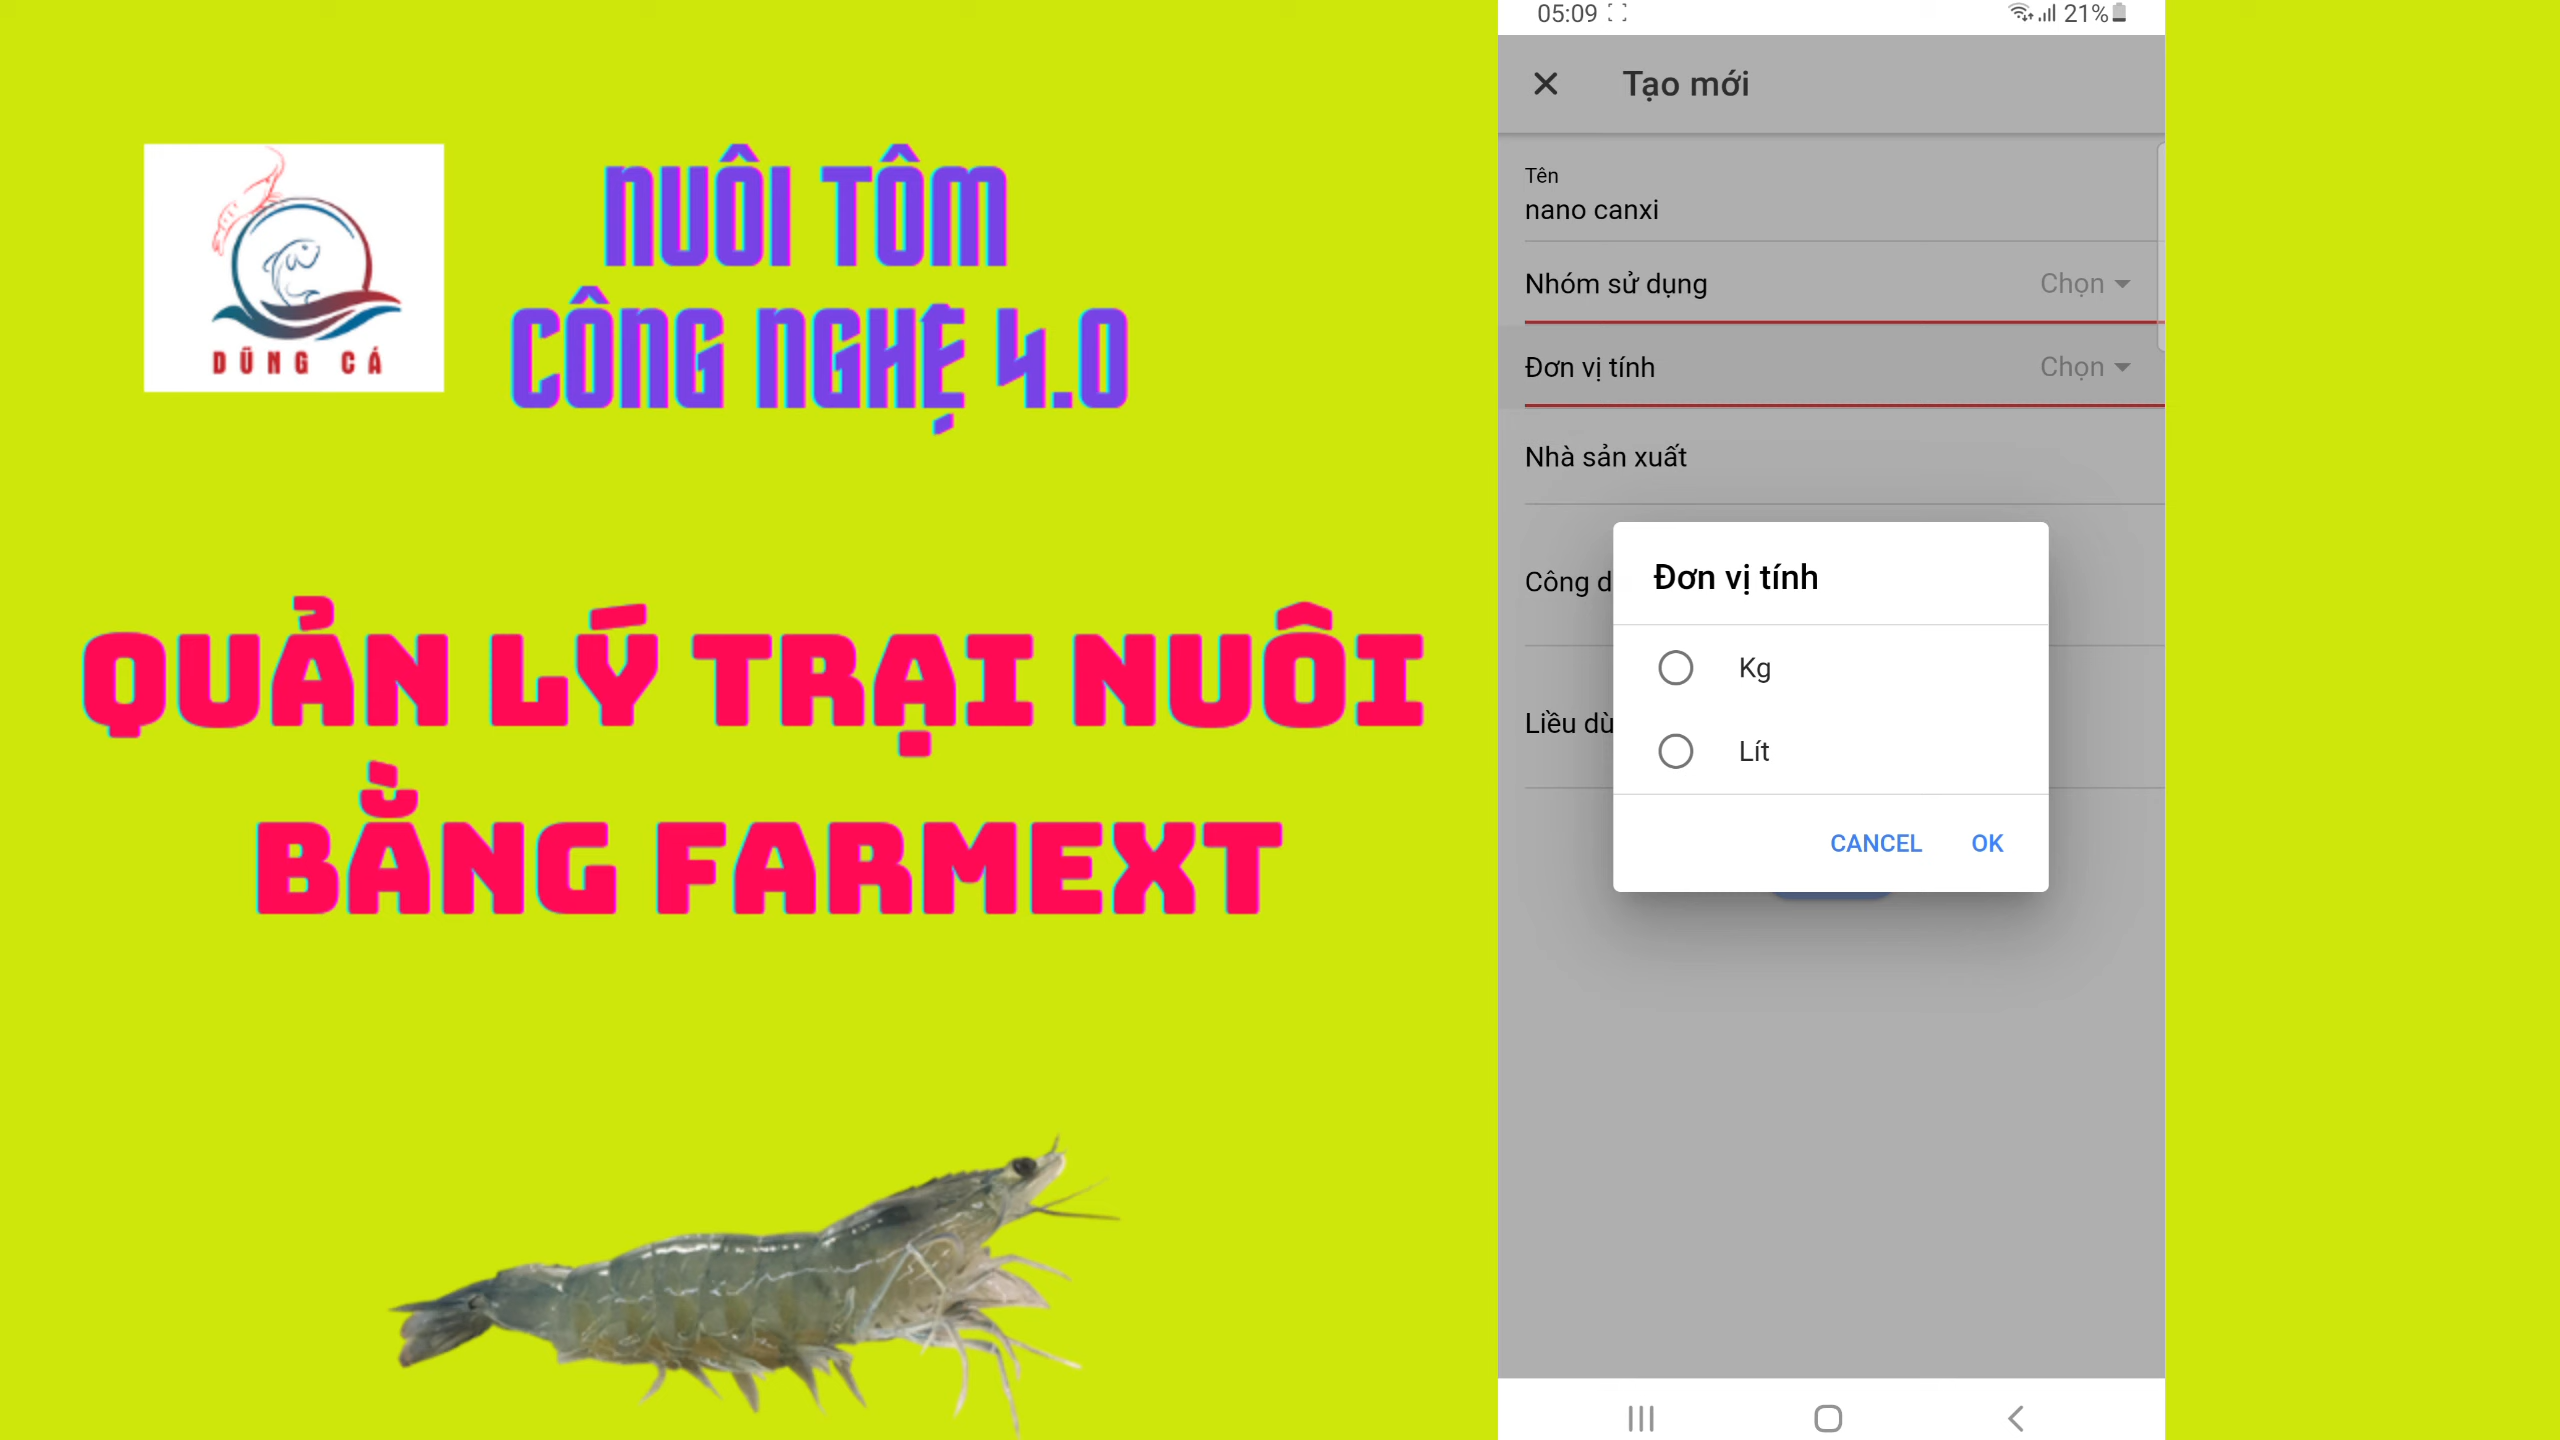 DŨNG CÁ
NUÔI TÔM
CÔNG NGHỆ 4.0
QUẢN LÝ TRẠI NUÔI
BẰNG FARMEXT
05:09
21%
Tạo mới
Tên
nano canxi
Nhóm sử dụng
Chọn
Đơn vị tính
Chọn
Nhà sản xuất
Công d
Liều dù
Đơn vị tính
Kg
Lít
CANCEL OK